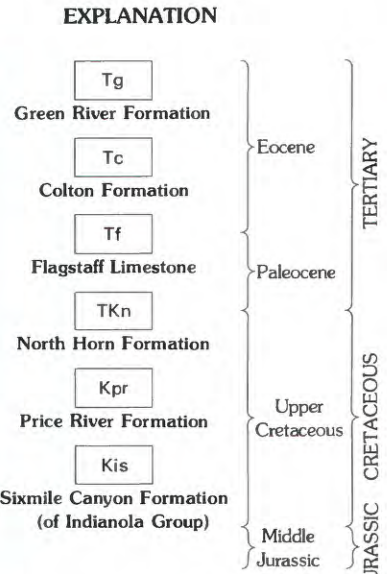 EXPLANATION
Tg
Green River Formation
Tc
Colton Formation
Tf
Flagstaff Limestone
TKn
North Horn Formation
Kpr
Price River Formation
Kis
Sixmile Canyon Formation
(of Indianola Group)
Eocene
Paleocene
Upper
Cretaceous
Middle
Jurassic
TERTIARY
CRETACEOUS